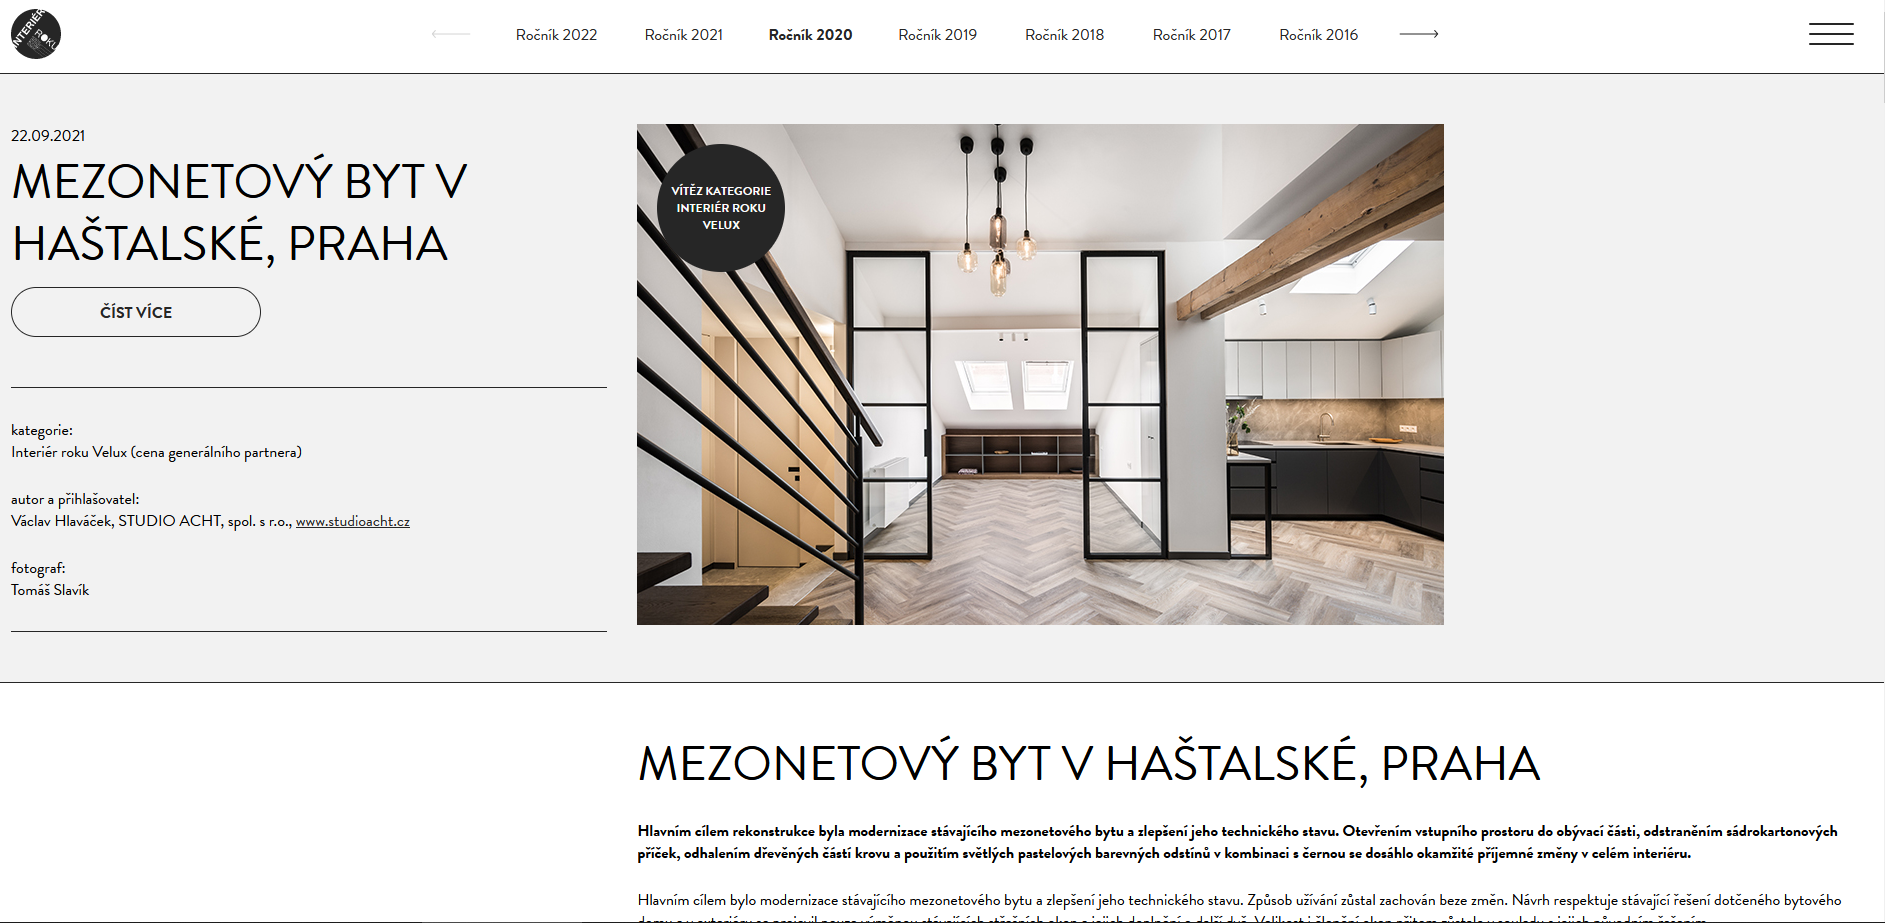 INTERIÉR
ROKU
Ročník 2022
Ročník 2021
Ročník 2020
Ročník 2019
Ročník 2018
Ročník 2017
Ročník 2016
22.09.2021
MEZONETOVÝ BYT V
HAŠTALSKÉ, PRAHA
ČÍST VÍCE
kategorie:
Interiér roku Velux (cena generálního partnera)
autor a přihlašovatel:
Václav Hlaváček, STUDIO ACHT, spol. s r.o., www.studioacht.cz
fotograf:
Tomáš Slavík
VÍTĚZ KATEGORIE
INTERIÉR ROKU
VELUX
MEZONETOVÝ BYT V HAŠTALSKÉ, PRAHA
Hlavním cílem rekonstrukce byla modernizace stávajícího mezonetového bytu a zlepšení jeho technického stavu. Otevřením vstupního prostoru do obývací části, odstraněním sádrokartonových
příček, odhalením dřevěných částí krovu a použitím světlých pastelových barevných odstínů v kombinaci s černou se dosáhlo okamžité příjemné změny v celém interiéru.
Hlavním cílem bylo modernizace stávajícího mezonetového bytu a zlepšení jeho technického stavu. Způsob užívání zůstal zachován beze změn. Návrh respektuje stávající řešení dotčeného bytového